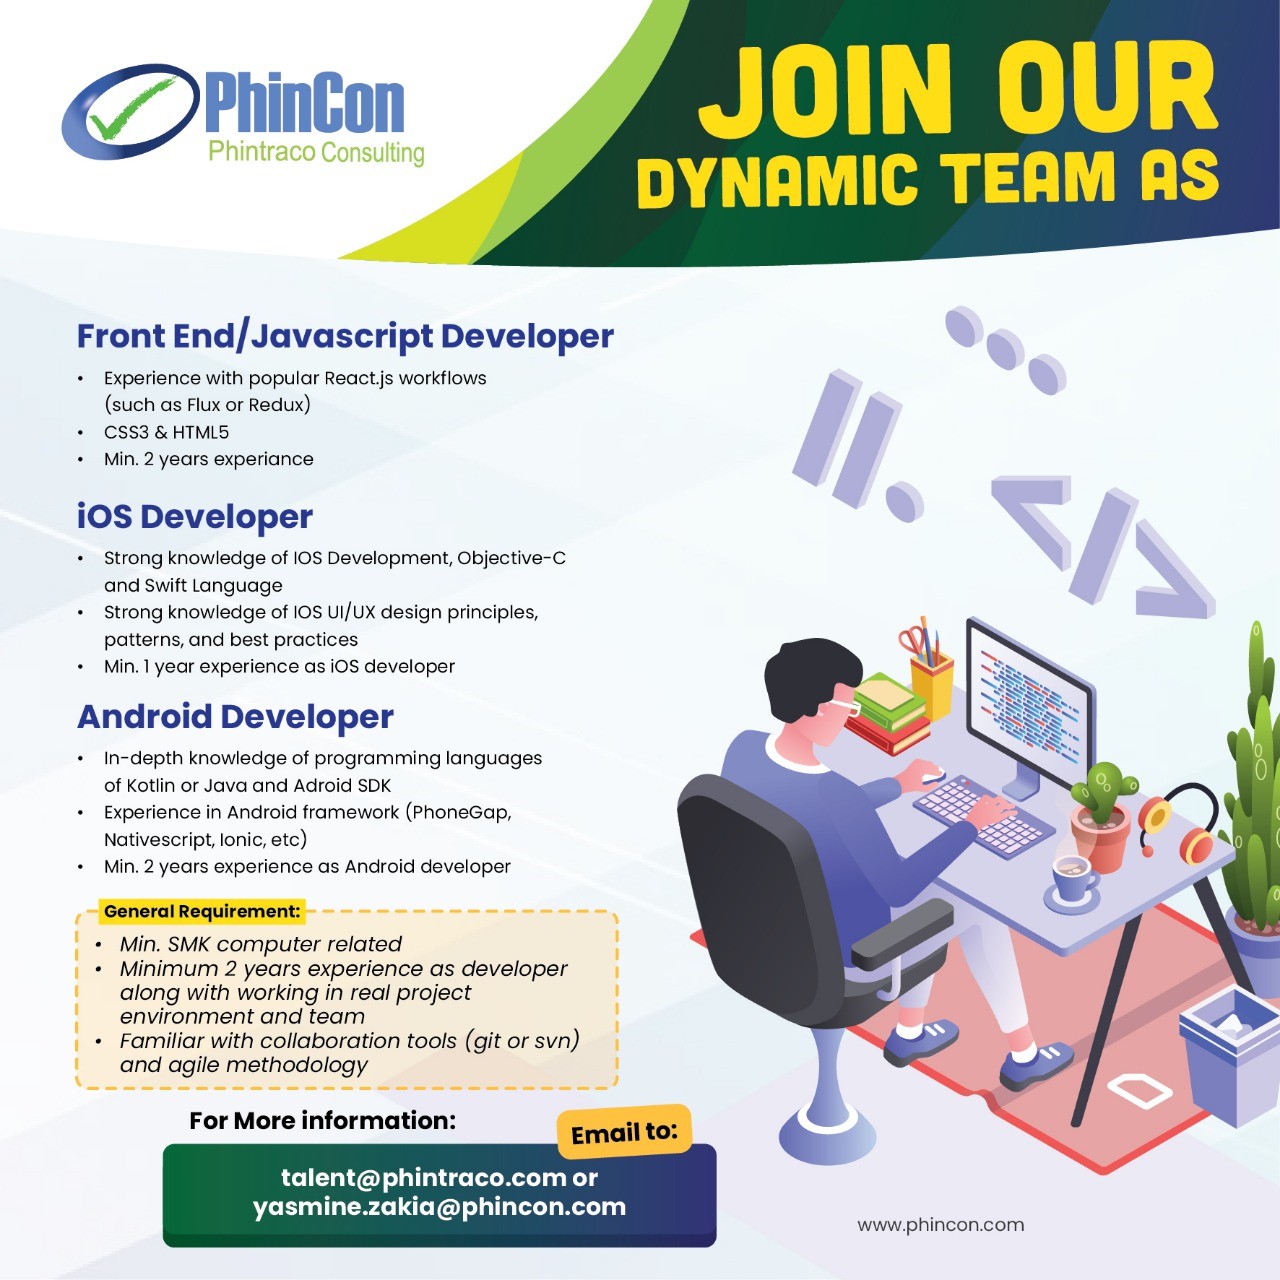 PhinCon
Phintraco Consulting
JOIN OUR
DYNAMIC TEAM AS
Front End/Javascript Developer
• Experience with popular React.js workflows
(such as Flux or Redux)
• CSS3 & HTML5
• Min. 2 years experiance
iOS Developer
• Strong knowledge of IOS Development, Objective-C
and Swift Language
• Strong knowledge of IOS UI/UX design principles,
patterns, and best practices
• Min. 1 year experience as iOS developer
Android Developer
• In-depth knowledge of programming languages
of Kotlin or Java and Adroid SDK
• Experience in Android framework (PhoneGap,
Nativescript, Ionic, etc)
• Min. 2 years experience as Android developer
General Requirement:
• Min. SMK computer related
• Minimum 2 years experience as developer
along with working in real project
environment and team
• Familiar with collaboration tools (git or svn)
and agile methodology
For More information:
Email to:
talent@phintraco.com or
yasmine.zakia@phincon.com
www.phincon.com